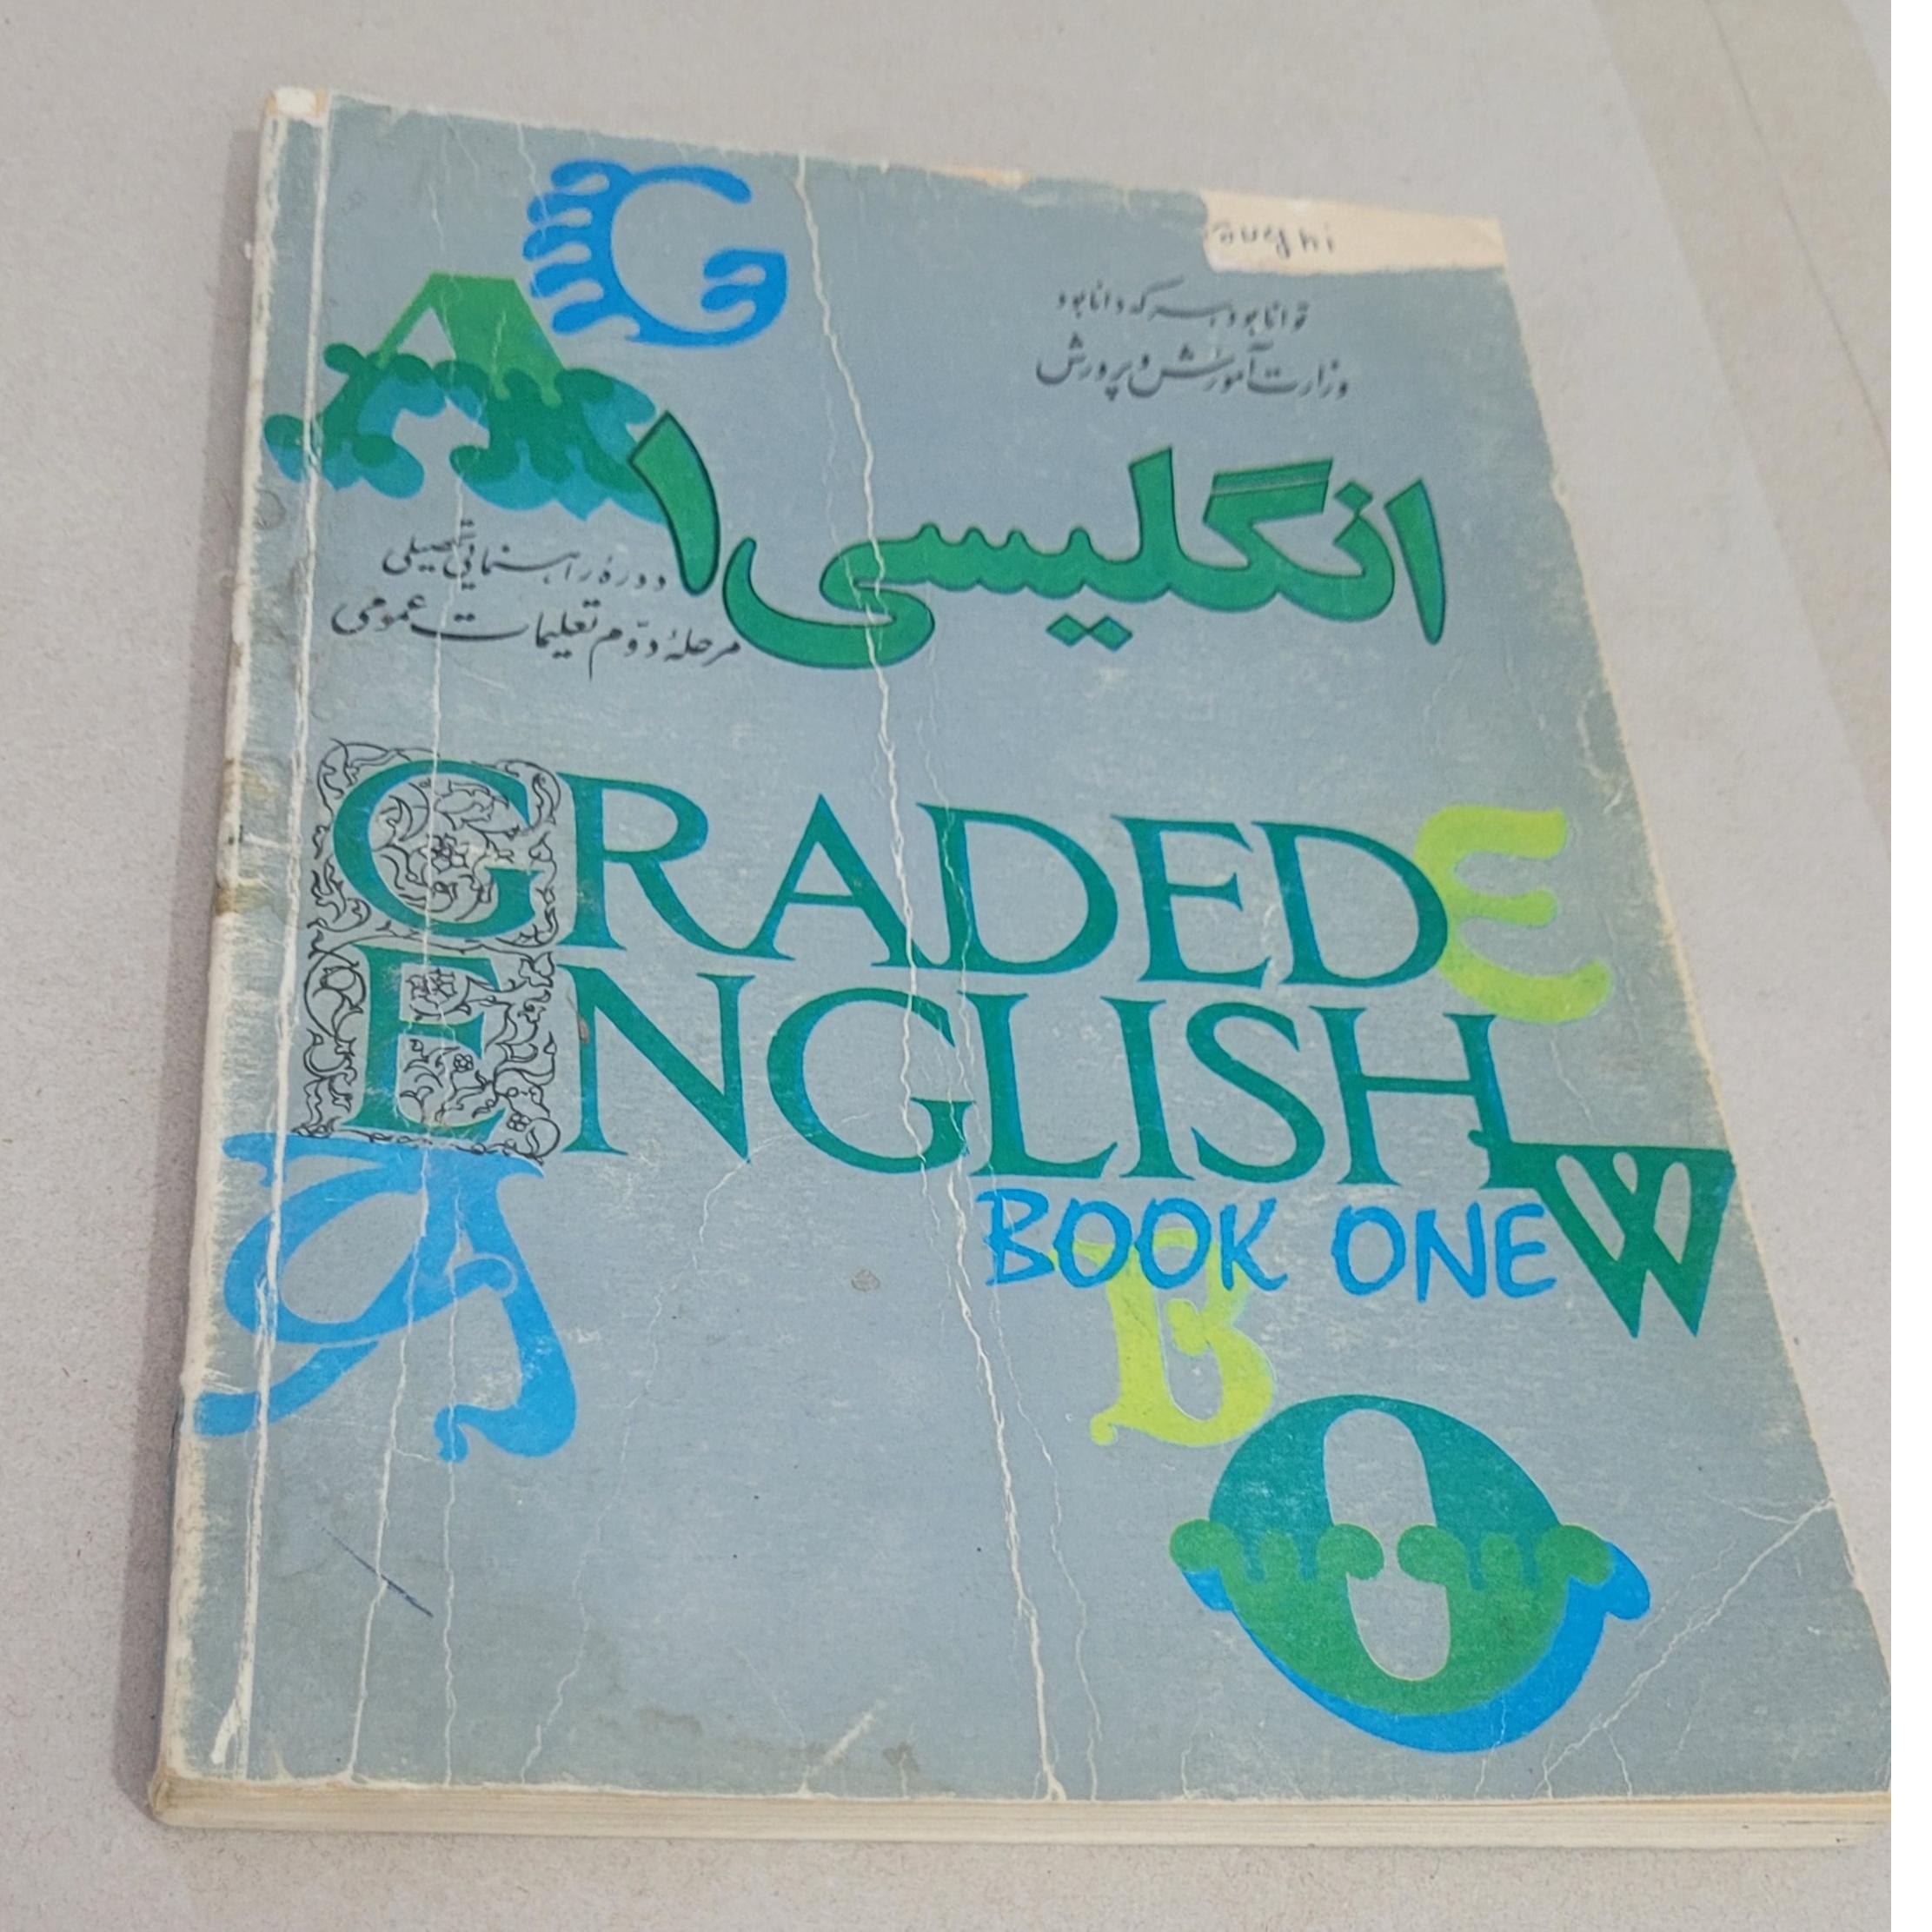 توانا بود هر که دانا بود
وزارت آموزش و پرورش
انگلیسی ۱
دورهٔ راهنمائی تحصیلی
مرحلهٔ دوّم تعلیمات عمومی
G
A
GRADED
ENGLISH
BOOK ONE
E
W
a
B
O